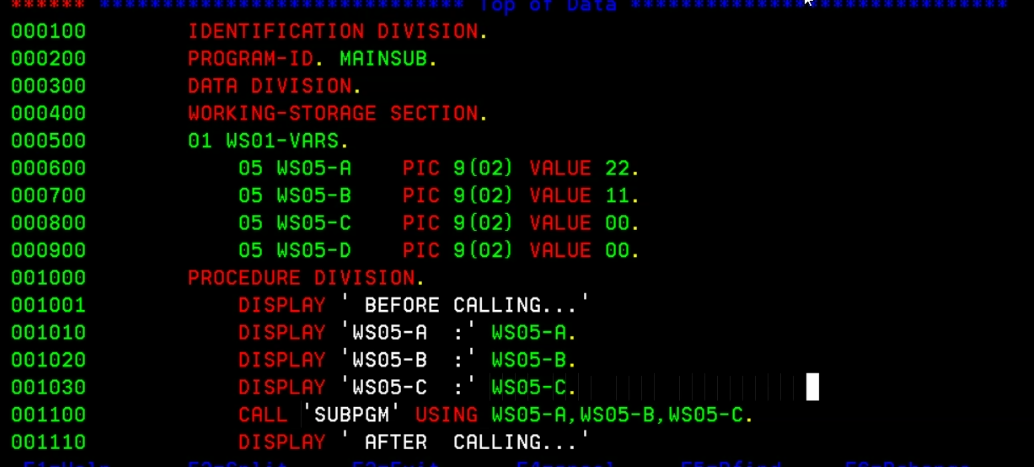 ****** **************************** Top of Data *****************************
000100 IDENTIFICATION DIVISION.
000200 PROGRAM-ID. MAINSUB.
000300 DATA DIVISION.
000400 WORKING-STORAGE SECTION.
000500 01 WS01-VARS.
000600 05 WS05-A PIC 9(02) VALUE 22.
000700 05 WS05-B PIC 9(02) VALUE 11.
000800 05 WS05-C PIC 9(02) VALUE 00.
000900 05 WS05-D PIC 9(02) VALUE 00.
001000 PROCEDURE DIVISION.
001001 DISPLAY ' BEFORE CALLING...'
001010 DISPLAY 'WS05-A :' WS05-A.
001020 DISPLAY 'WS05-B :' WS05-B.
001030 DISPLAY 'WS05-C :' WS05-C.
001100 CALL 'SUBPGM' USING WS05-A,WS05-B,WS05-C.
001110 DISPLAY ' AFTER CALLING...'